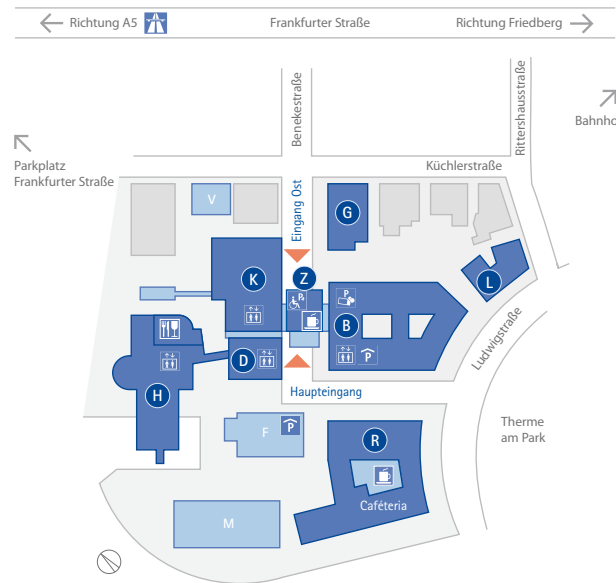 Richtung A5
Frankfurter Straße
Richtung Friedberg
Benekestraße
Rittershausstraße
Bahnho
Parkplatz
Frankfurter Straße
Küchlerstraße
V
Eingang Ost
G
K
Z
L
P
P
B
P
Ludwigstraße
D
H
Haupteingang
F
P
R
Therme
am Park
Caféteria
M